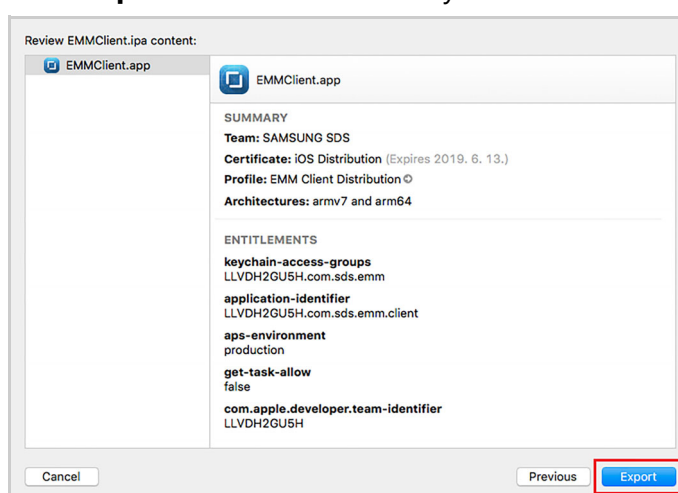 Review EMMClient.ipa content:
EMMClient.app
EMMClient.app
SUMMARY
Team: SAMSUNG SDS
Certificate: iOS Distribution (Expires 2019. 6. 13.)
Profile: EMM Client Distribution
Architectures: armv7 and arm64
ENTITLEMENTS
keychain-access-groups
LLVDH2GU5H.com.sds.emm
application-identifier
LLVDH2GU5H.com.sds.emm.client
aps-environment
production
get-task-allow
false
com.apple.developer.team-identifier
LLVDH2GU5H
Cancel
Previous
Export